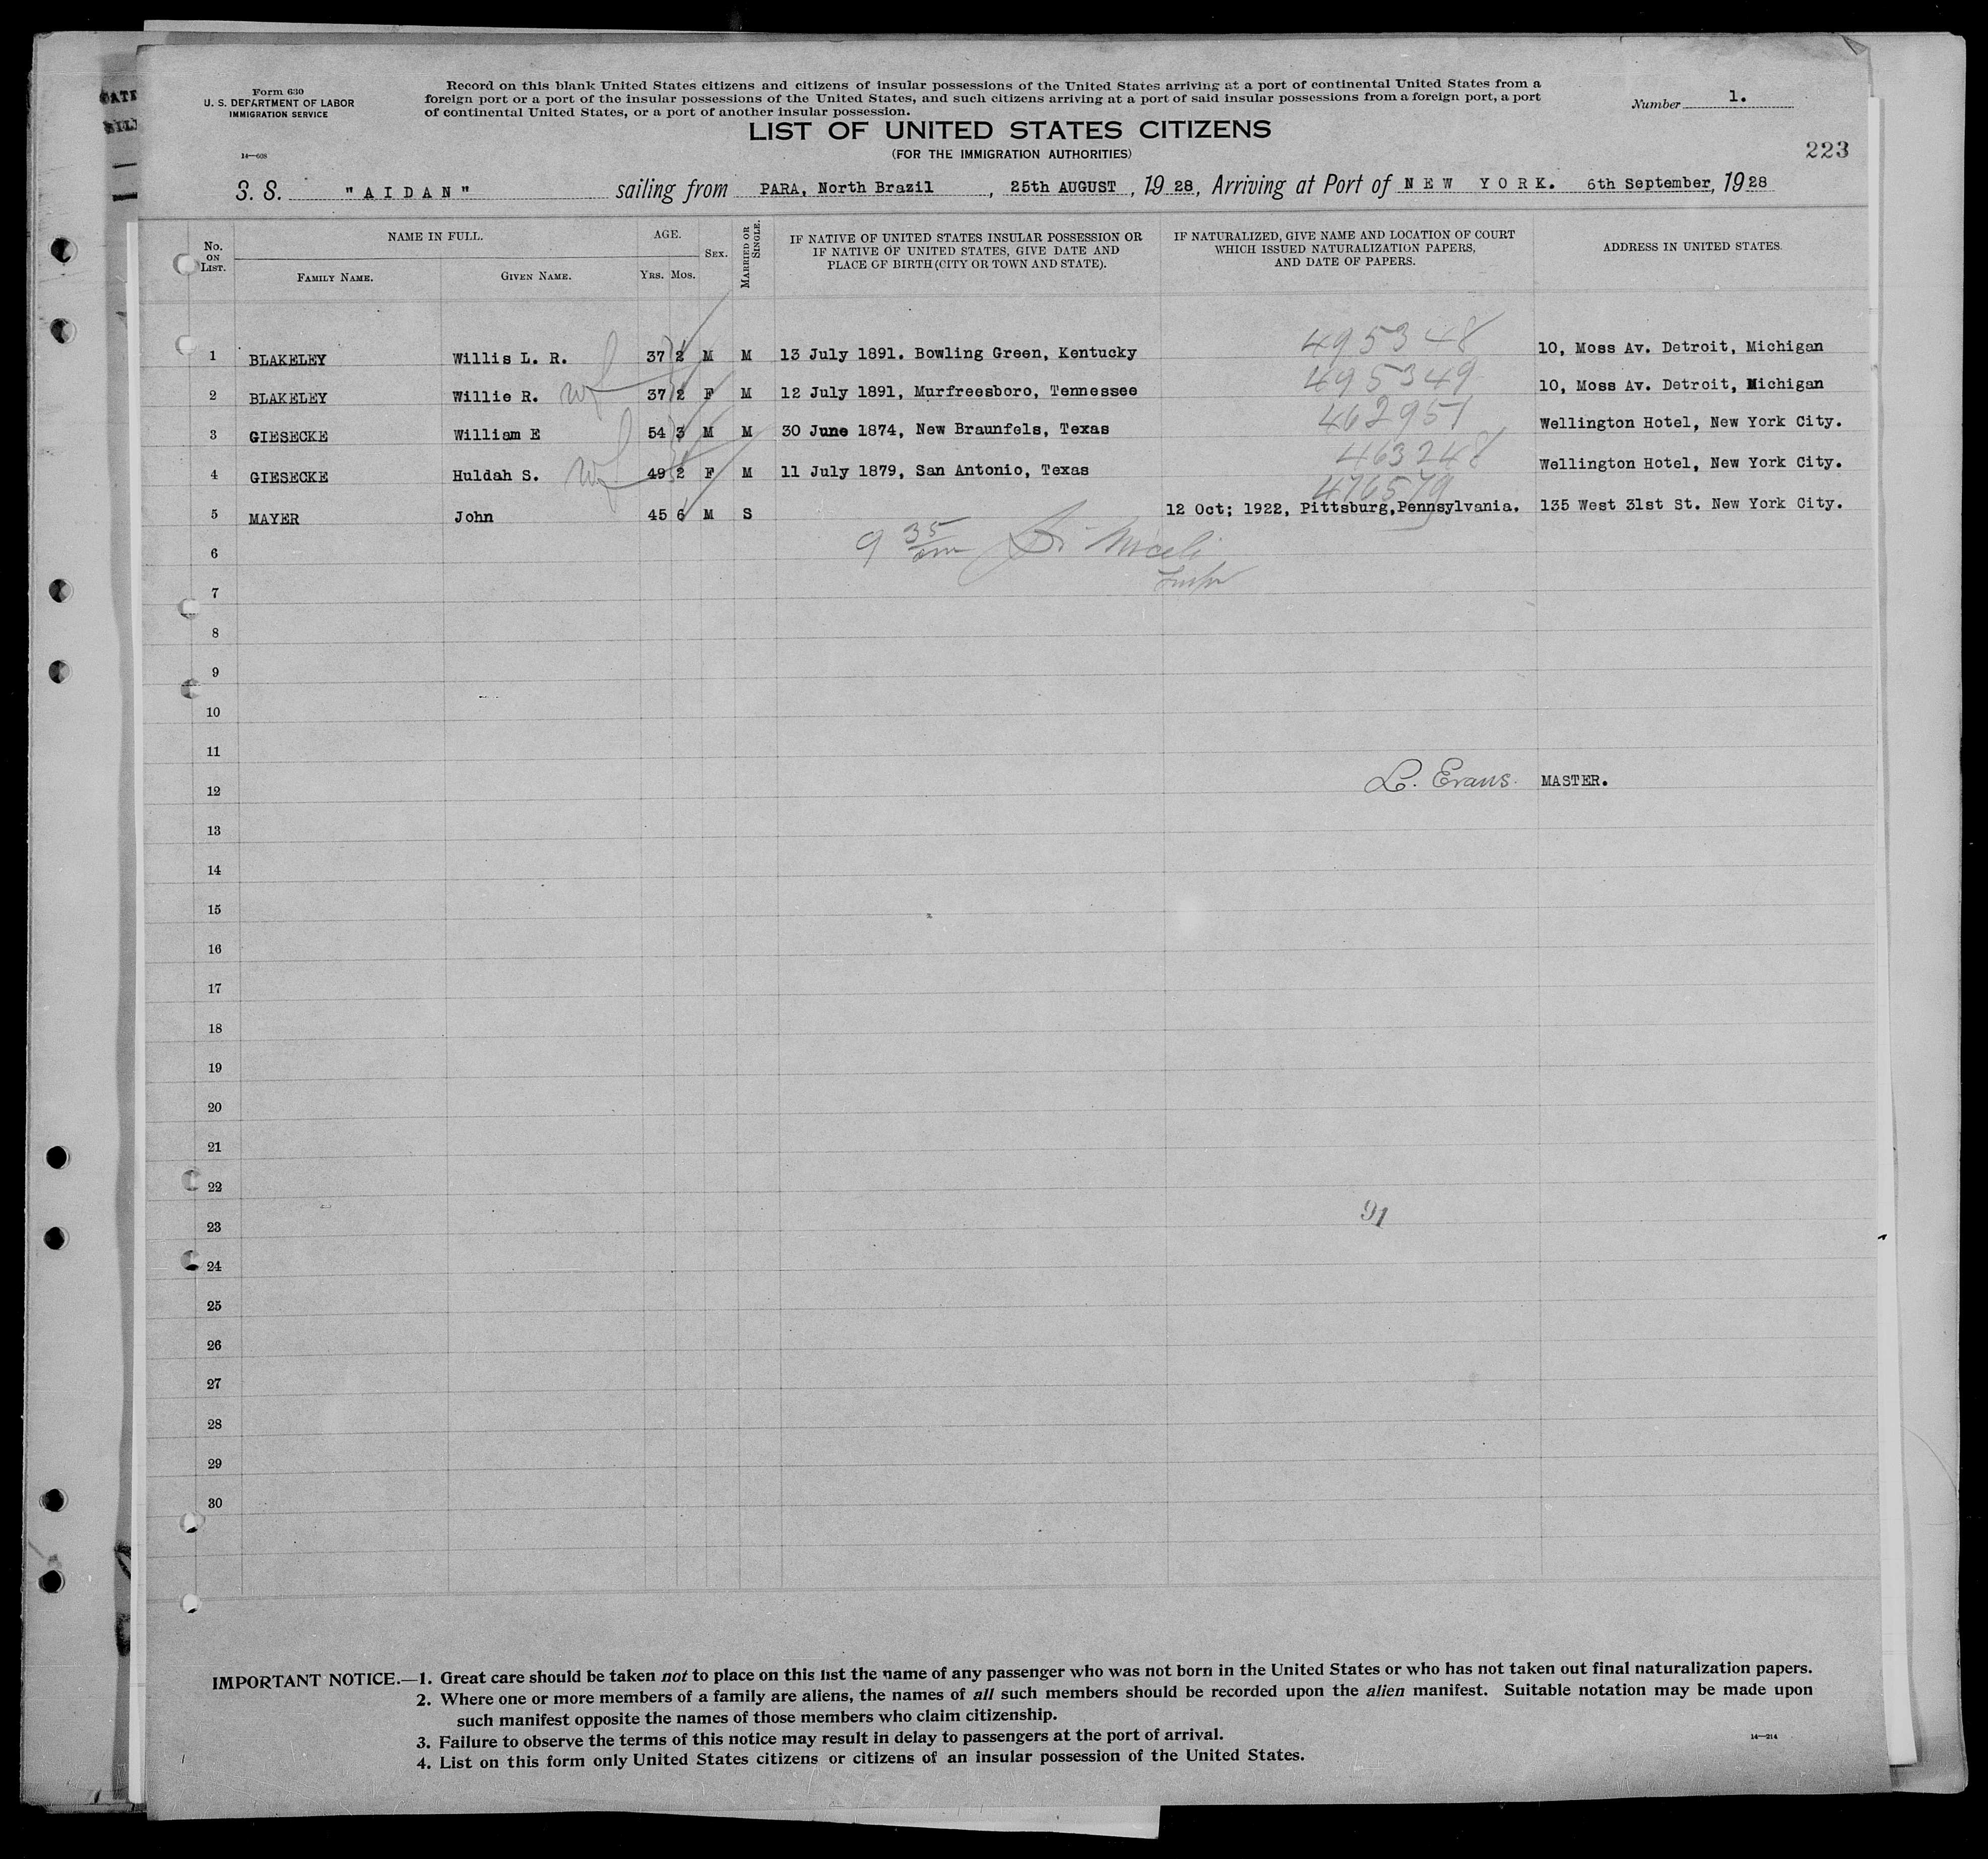 Form 630
U. S. DEPARTMENT OF LABOR
IMMIGRATION SERVICE
14—608
Record on this blank United States citizens and citizens of insular possessions of the United States arriving at a port of continental United States from a
foreign port or a port of the insular possessions of the United States, and such citizens arriving at a port of said insular possessions from a foreign port, a port
of continental United States, or a port of another insular possession.
Number 1.
LIST OF UNITED STATES CITIZENS
(FOR THE IMMIGRATION AUTHORITIES)
223
S. S. "AIDAN" sailing from PARA, North Brazil, 25th AUGUST, 1928, Arriving at Port of NEW YORK. 6th September, 1928
No. ON LIST.
NAME IN FULL.
FAMILY NAME.
GIVEN NAME.
AGE.
YRS. MOS.
SEX.
MARRIED OR SINGLE.
IF NATIVE OF UNITED STATES INSULAR POSSESSION OR
IF NATIVE OF UNITED STATES, GIVE DATE AND
PLACE OF BIRTH (CITY OR TOWN AND STATE).
IF NATURALIZED, GIVE NAME AND LOCATION OF COURT
WHICH ISSUED NATURALIZATION PAPERS,
AND DATE OF PAPERS.
ADDRESS IN UNITED STATES.
1 BLAKELEY Willis L. R. 37 2 M M 13 July 1891. Bowling Green, Kentucky 495348 10, Moss Av. Detroit, Michigan
2 BLAKELEY Willie R. wf 37 2 F M 12 July 1891, Murfreesboro, Tennessee 495349 10, Moss Av. Detroit, Michigan
3 GIESECKE William E 54 3 M M 30 June 1874, New Braunfels, Texas 462951 Wellington Hotel, New York City.
4 GIESECKE Huldah S. wf 49 2 F M 11 July 1879, San Antonio, Texas 463248 Wellington Hotel, New York City.
476579
5 MAYER John 45 6 M S 12 Oct; 1922, Pittsburg, Pennsylvania. 135 West 31st St. New York City.
6 9 35 am
7
8
9
10
11
12 L. Evans. MASTER.
13
14
15
16
17
18
19
20
21
22
23 91
24
25
26
27
28
29
30
IMPORTANT NOTICE.—1. Great care should be taken not to place on this list the name of any passenger who was not born in the United States or who has not taken out final naturalization papers.
2. Where one or more members of a family are aliens, the names of all such members should be recorded upon the alien manifest. Suitable notation may be made upon
such manifest opposite the names of those members who claim citizenship.
3. Failure to observe the terms of this notice may result in delay to passengers at the port of arrival.
4. List on this form only United States citizens or citizens of an insular possession of the United States.
14—214